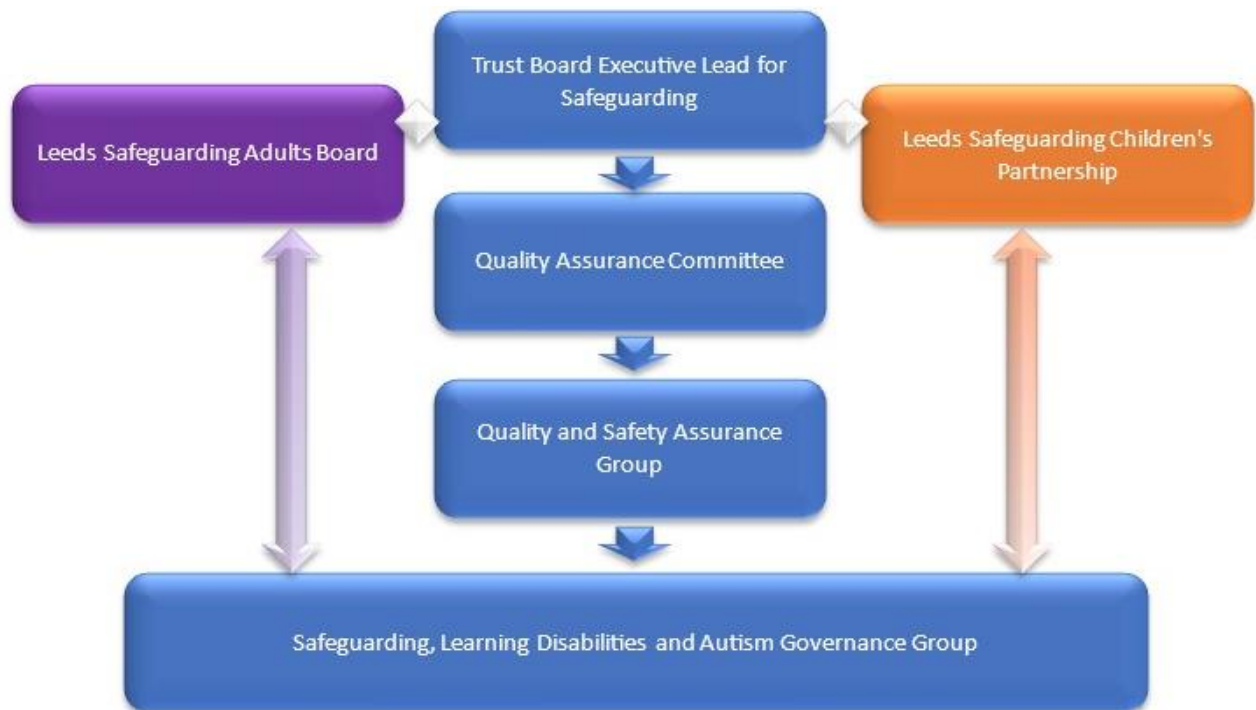 Trust Board Executive Lead for
Safeguarding
Leeds Safeguarding Adults Board
Leeds Safeguarding Children's
Partnership
Quality Assurance Committee
Quality and Safety Assurance
Group
Safeguarding, Learning Disabilities and Autism Governance Group